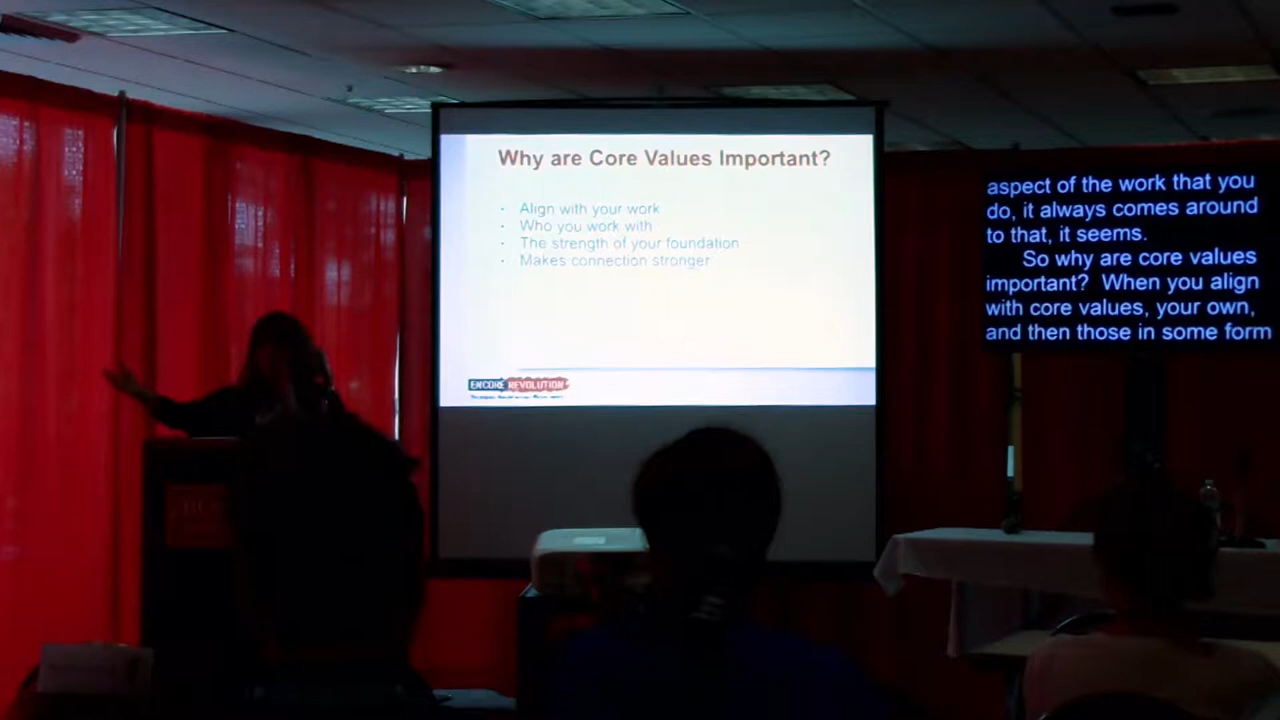 Why are Core Values Important?
· Align with your work
· Who you work with
· The strength of your foundation
· Makes connection stronger
ENCORE REVOLUTION
aspect of the work that you
do, it always comes around
to that, it seems.
So why are core values
important?  When you align
with core values, your own,
and then those in some form